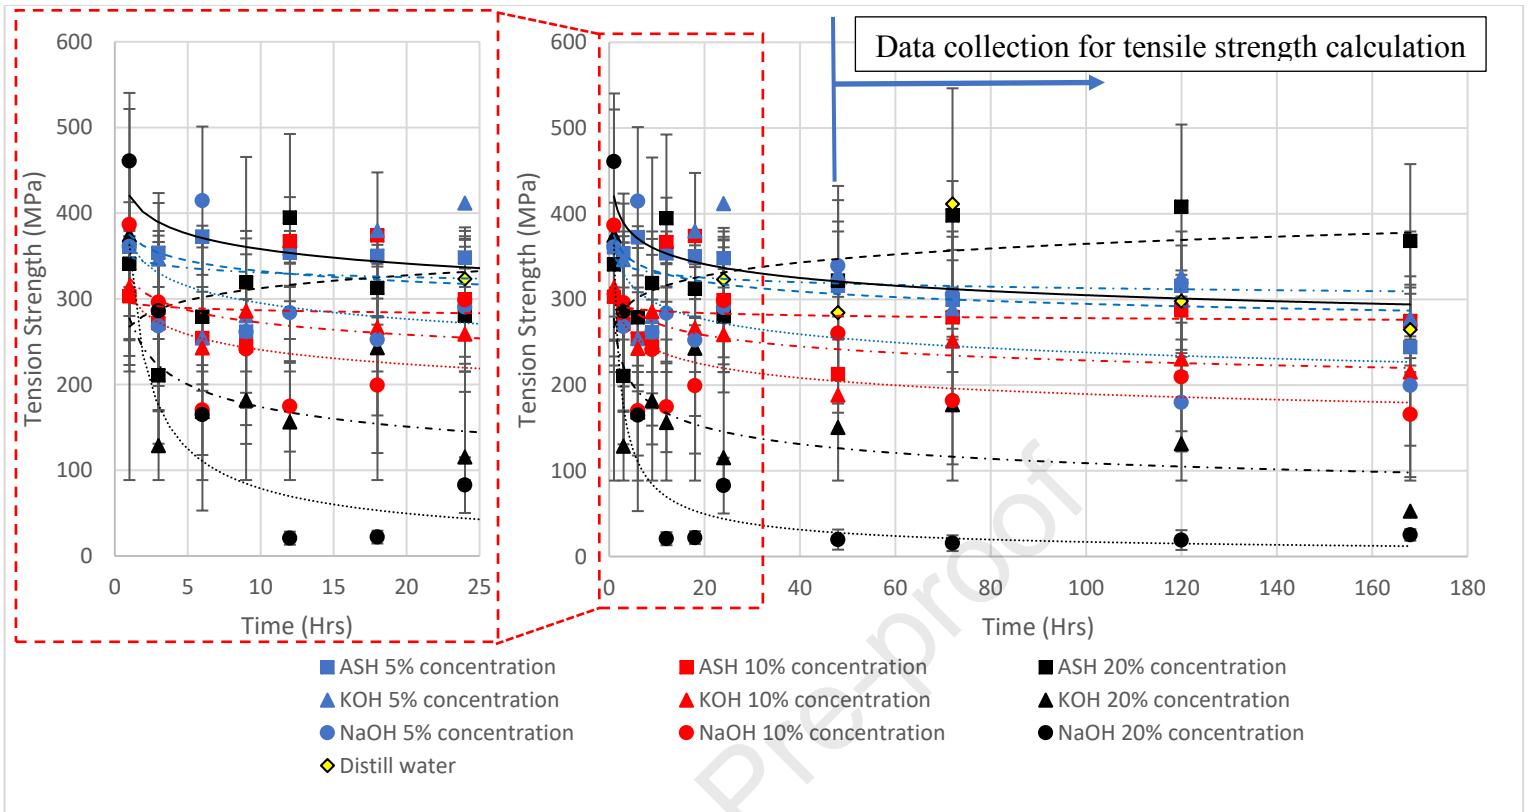 Data collection for tensile strength calculation
600
500
400
300
200
100
0
Tension Strength (MPa)
0 5 10 15 20 25
Time (Hrs)
600
500
400
300
200
100
0
Tension Strength (MPa)
0 20 40 60 80 100 120 140 160 180
Time (Hrs)
ASH 5% concentration
ASH 10% concentration
ASH 20% concentration
KOH 5% concentration
KOH 10% concentration
KOH 20% concentration
NaOH 5% concentration
NaOH 10% concentration
NaOH 20% concentration
Distill water
Pre-proof